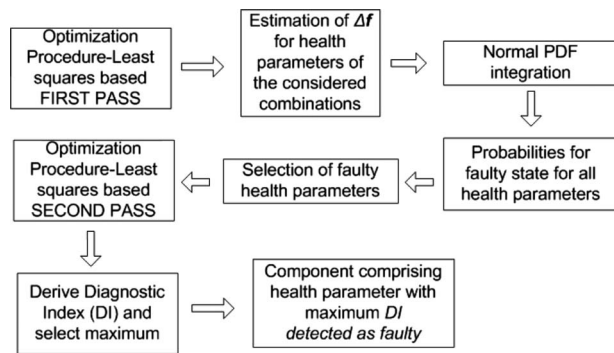 Optimization
Procedure-Least
squares based
FIRST PASS
Estimation of Δf
for health
parameters of
the considered
combinations
Normal PDF
integration
Probabilities for
faulty state for all
health parameters
Selection of faulty
health parameters
Optimization
Procedure-Least
squares based
SECOND PASS
Derive Diagnostic
Index (DI) and
select maximum
Component comprising
health parameter with
maximum DI
detected as faulty